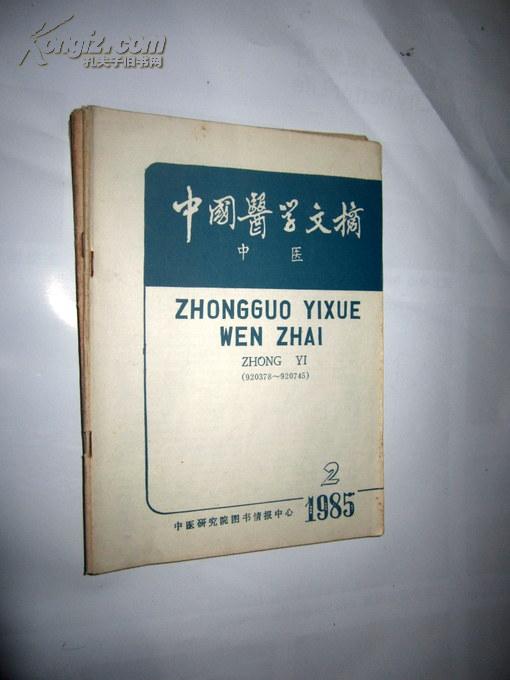 Kongfz.com
孔夫子旧书网
中國醫学文摘
中医
ZHONGGUO YIXUE
WEN ZHAI
ZHONG YI
(920378～920745)
2
1985
中医研究院图书情报中心